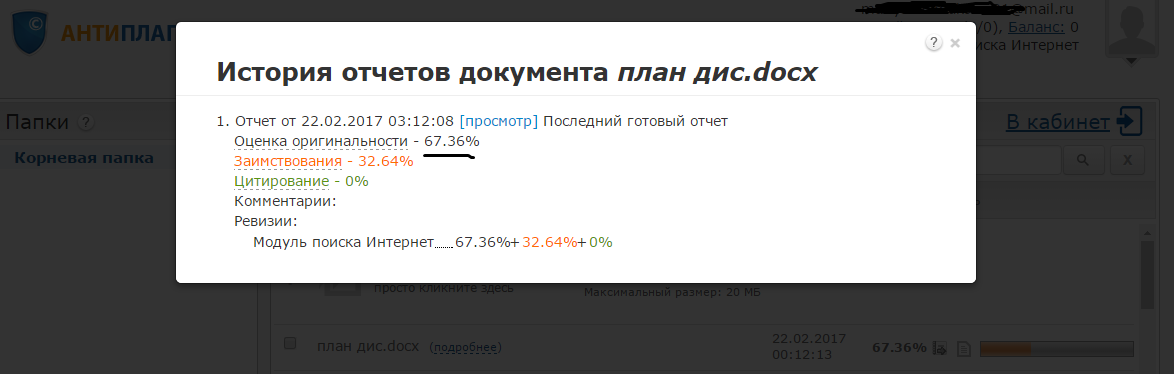 @mail.ru
АНТИПЛАГ
/0), Баланс: 0
иска Интернет
?
×
История отчетов документа план дис.docx
1. Отчет от 22.02.2017 03:12:08 [просмотр] Последний готовый отчет
Оценка оригинальности - 67.36%
Заимствования - 32.64%
Цитирование - 0%
Комментарии:
Ревизии:
Модуль поиска Интернет 67.36%+32.64%+0%
Папки ?
В кабинет
Корневая папка
X
просто кликните здесь
Максимальный размер: 20 МБ
план дис.docx (подробнее)
22.02.2017
00:12:13
67.36%